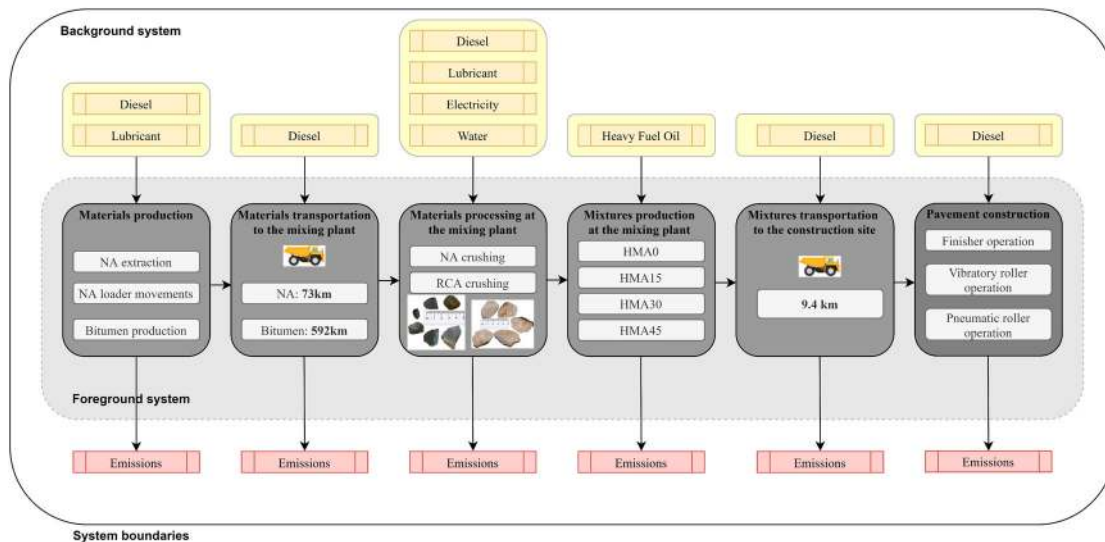 Background system
Diesel
Lubricant
Diesel
Diesel
Lubricant
Electricity
Water
Heavy Fuel Oil
Diesel
Diesel
Materials production
NA extraction
NA loader movements
Bitumen production
Materials transportation
to the mixing plant
NA: 73km
Bitumen: 592km
Materials processing at
the mixing plant
NA crushing
RCA crushing
Mixtures production
at the mixing plant
HMA0
HMA15
HMA30
HMA45
Mixtures transportation
to the construction site
9.4 km
Pavement construction
Finisher operation
Vibratory roller
operation
Pneumatic roller
operation
Foreground system
Emissions
Emissions
Emissions
Emissions
Emissions
Emissions
System boundaries